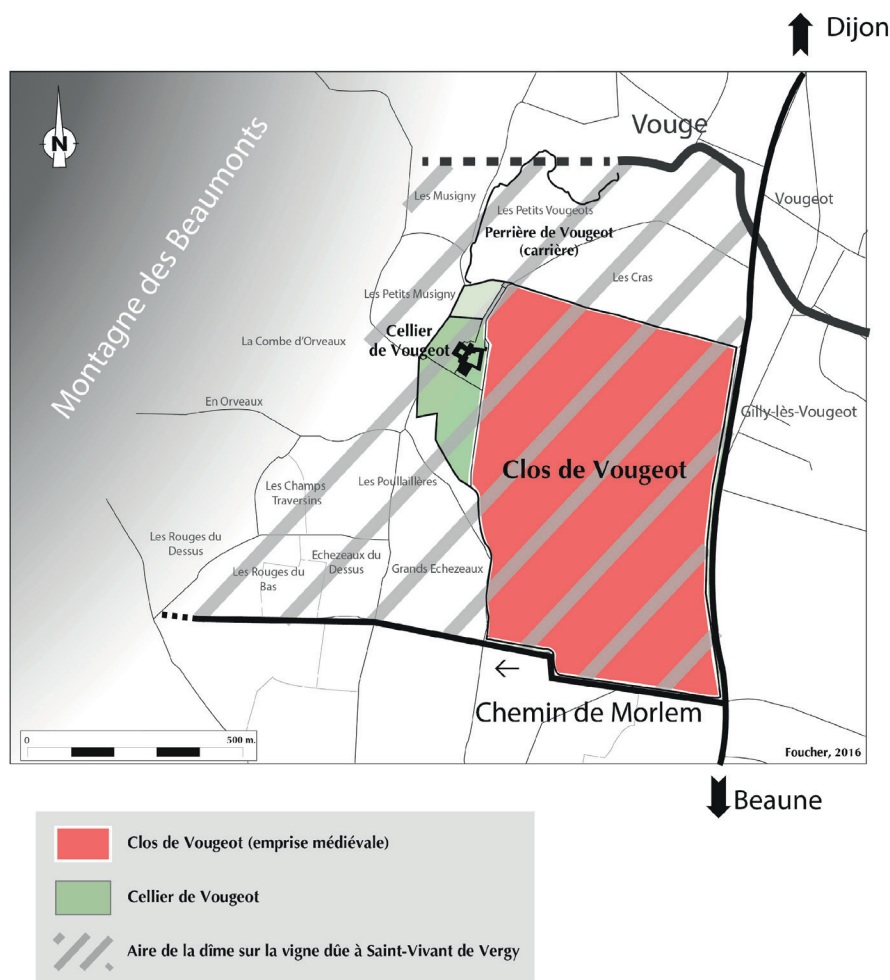 Dijon
N
Montagne des Beaumonts
Vouge
Les Musigny
Vougeot
Les Petits Vougeots
Perrière de Vougeot
(carrière)
Les Cras
Les Petits Musigny
Cellier
de Vougeot
La Combe d'Orveaux
En Orveaux
Gilly-lès-Vougeot
Clos de Vougeot
Les Champs
Traversins
Les Poullaillères
Les Rouges du
Dessus
Les Rouges du
Bas
Echezeaux du
Dessus
Grands Echezeaux
←
Chemin de Morlem
0
500 m.
Foucher, 2016
Beaune
Clos de Vougeot (emprise médiévale)
Cellier de Vougeot
Aire de la dîme sur la vigne dûe à Saint-Vivant de Vergy